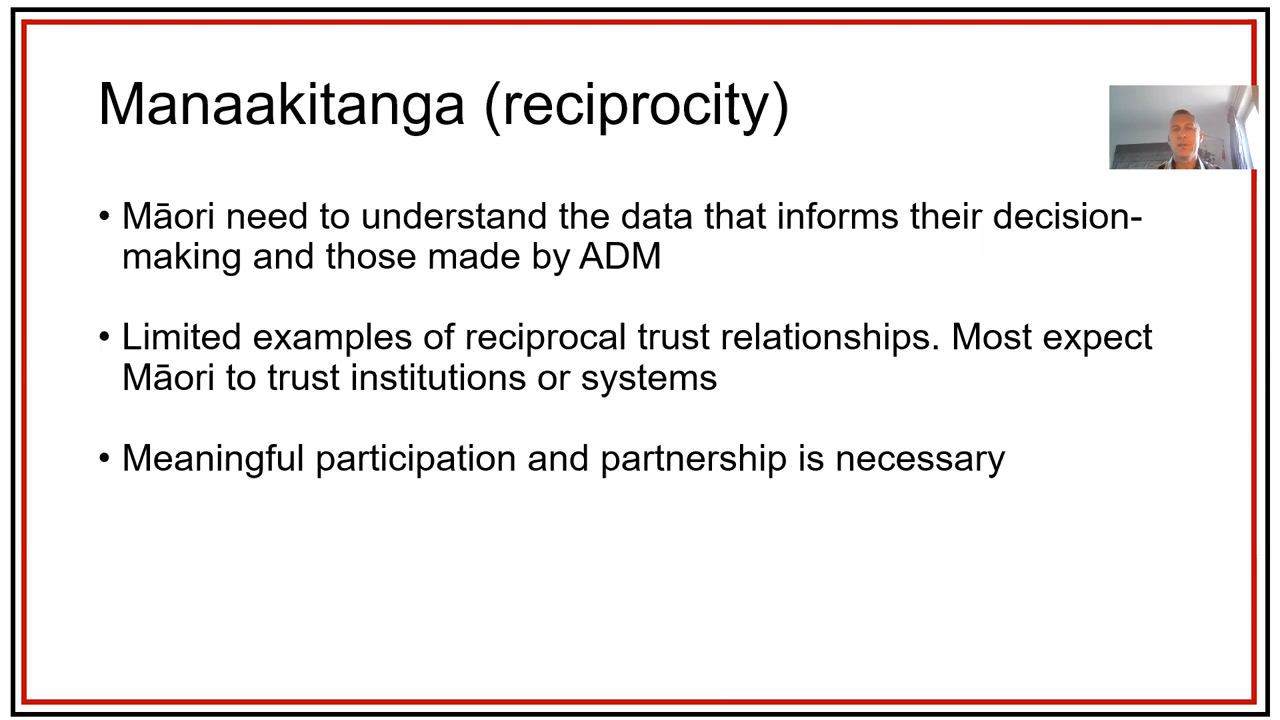 Manaakitanga (reciprocity)
• Māori need to understand the data that informs their decision-
making and those made by ADM
• Limited examples of reciprocal trust relationships. Most expect
Māori to trust institutions or systems
• Meaningful participation and partnership is necessary